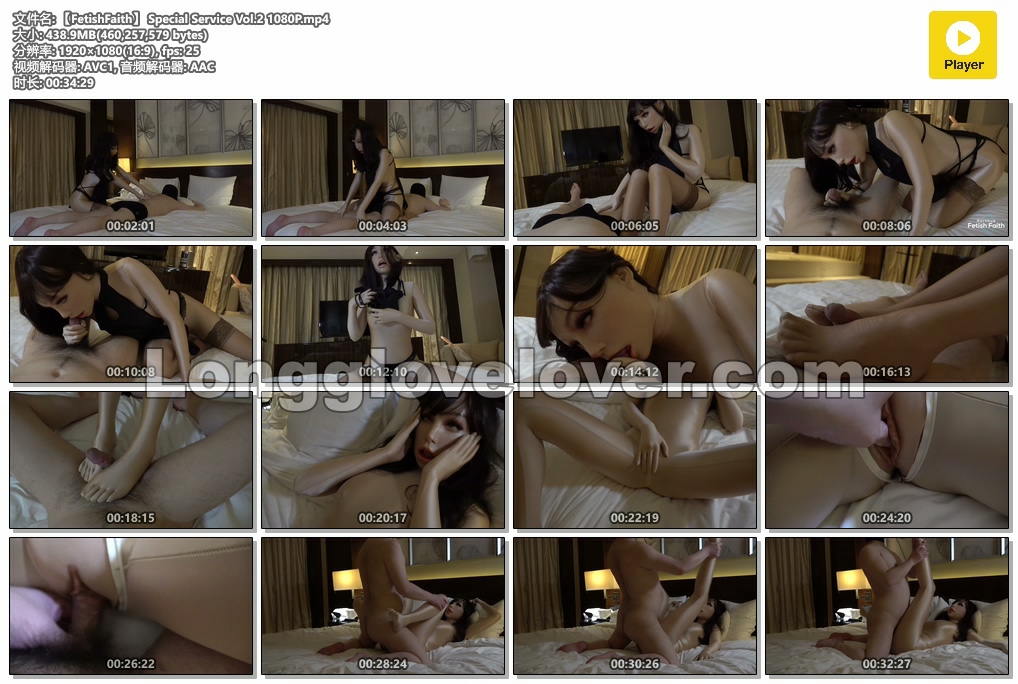 文件名: 【FetishFaith】 Special Service Vol.2 1080P.mp4
大小: 438.9MB(460,257,579 bytes)
分辨率: 1920×1080(16:9), fps: 25
视频解码器: AVC1, 音频解码器: AAC
时长: 00:34:29
Player
00:02:01
00:04:03
00:06:05
00:08:06
Fetish Faith
00:10:08
00:12:10
00:14:12
00:16:13
Longglovelover.com
00:18:15
00:20:17
00:22:19
00:24:20
00:26:22
00:28:24
00:30:26
00:32:27